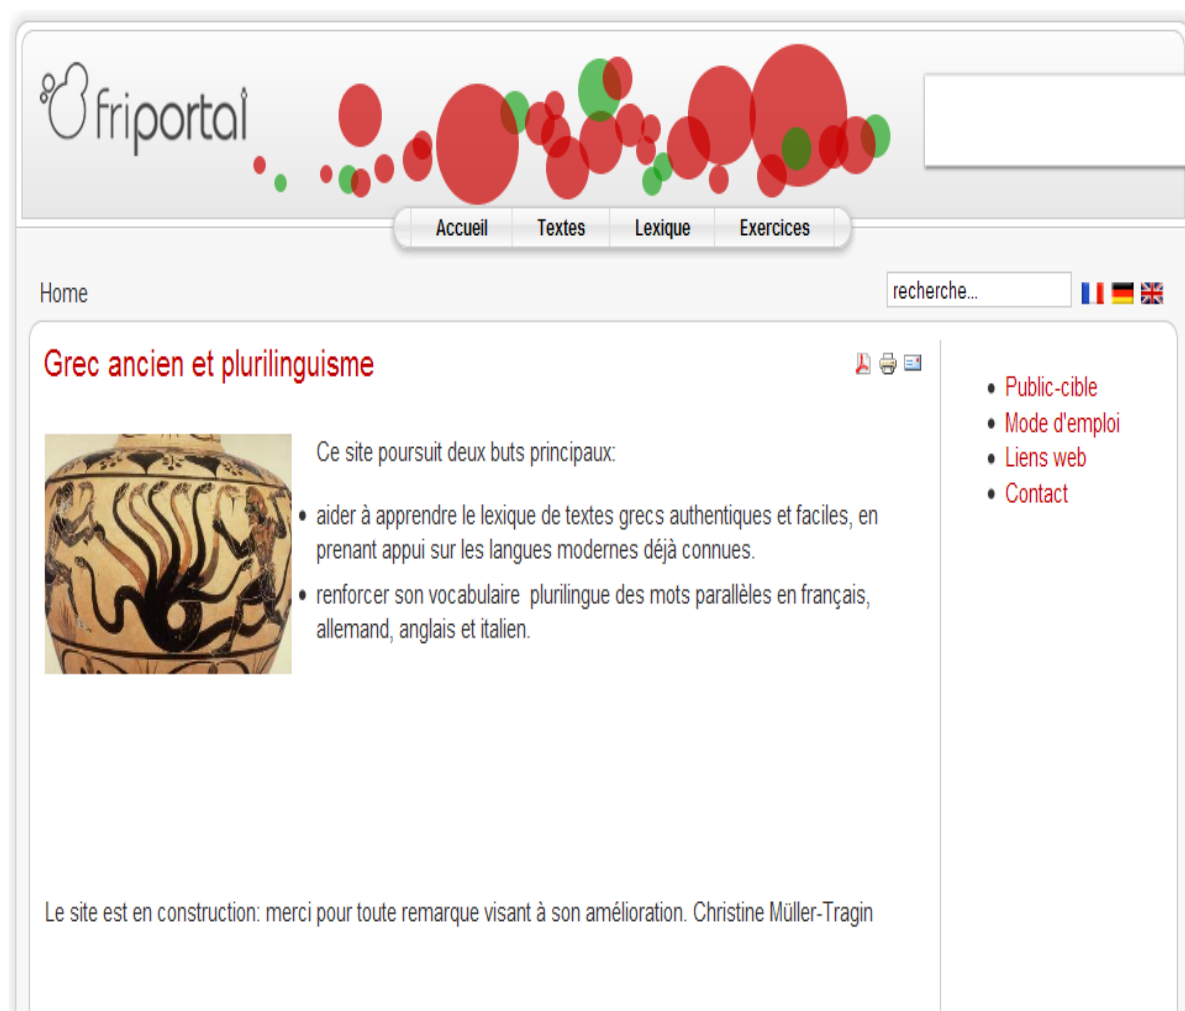 friportal
Accueil Textes Lexique Exercices
Home
recherche...
Grec ancien et plurilinguisme
Ce site poursuit deux buts principaux:
aider à apprendre le lexique de textes grecs authentiques et faciles, en
prenant appui sur les langues modernes déjà connues.
renforcer son vocabulaire plurilingue des mots parallèles en français,
allemand, anglais et italien.
Le site est en construction: merci pour toute remarque visant à son amélioration. Christine Müller-Tragin
Public-cible
Mode d'emploi
Liens web
Contact